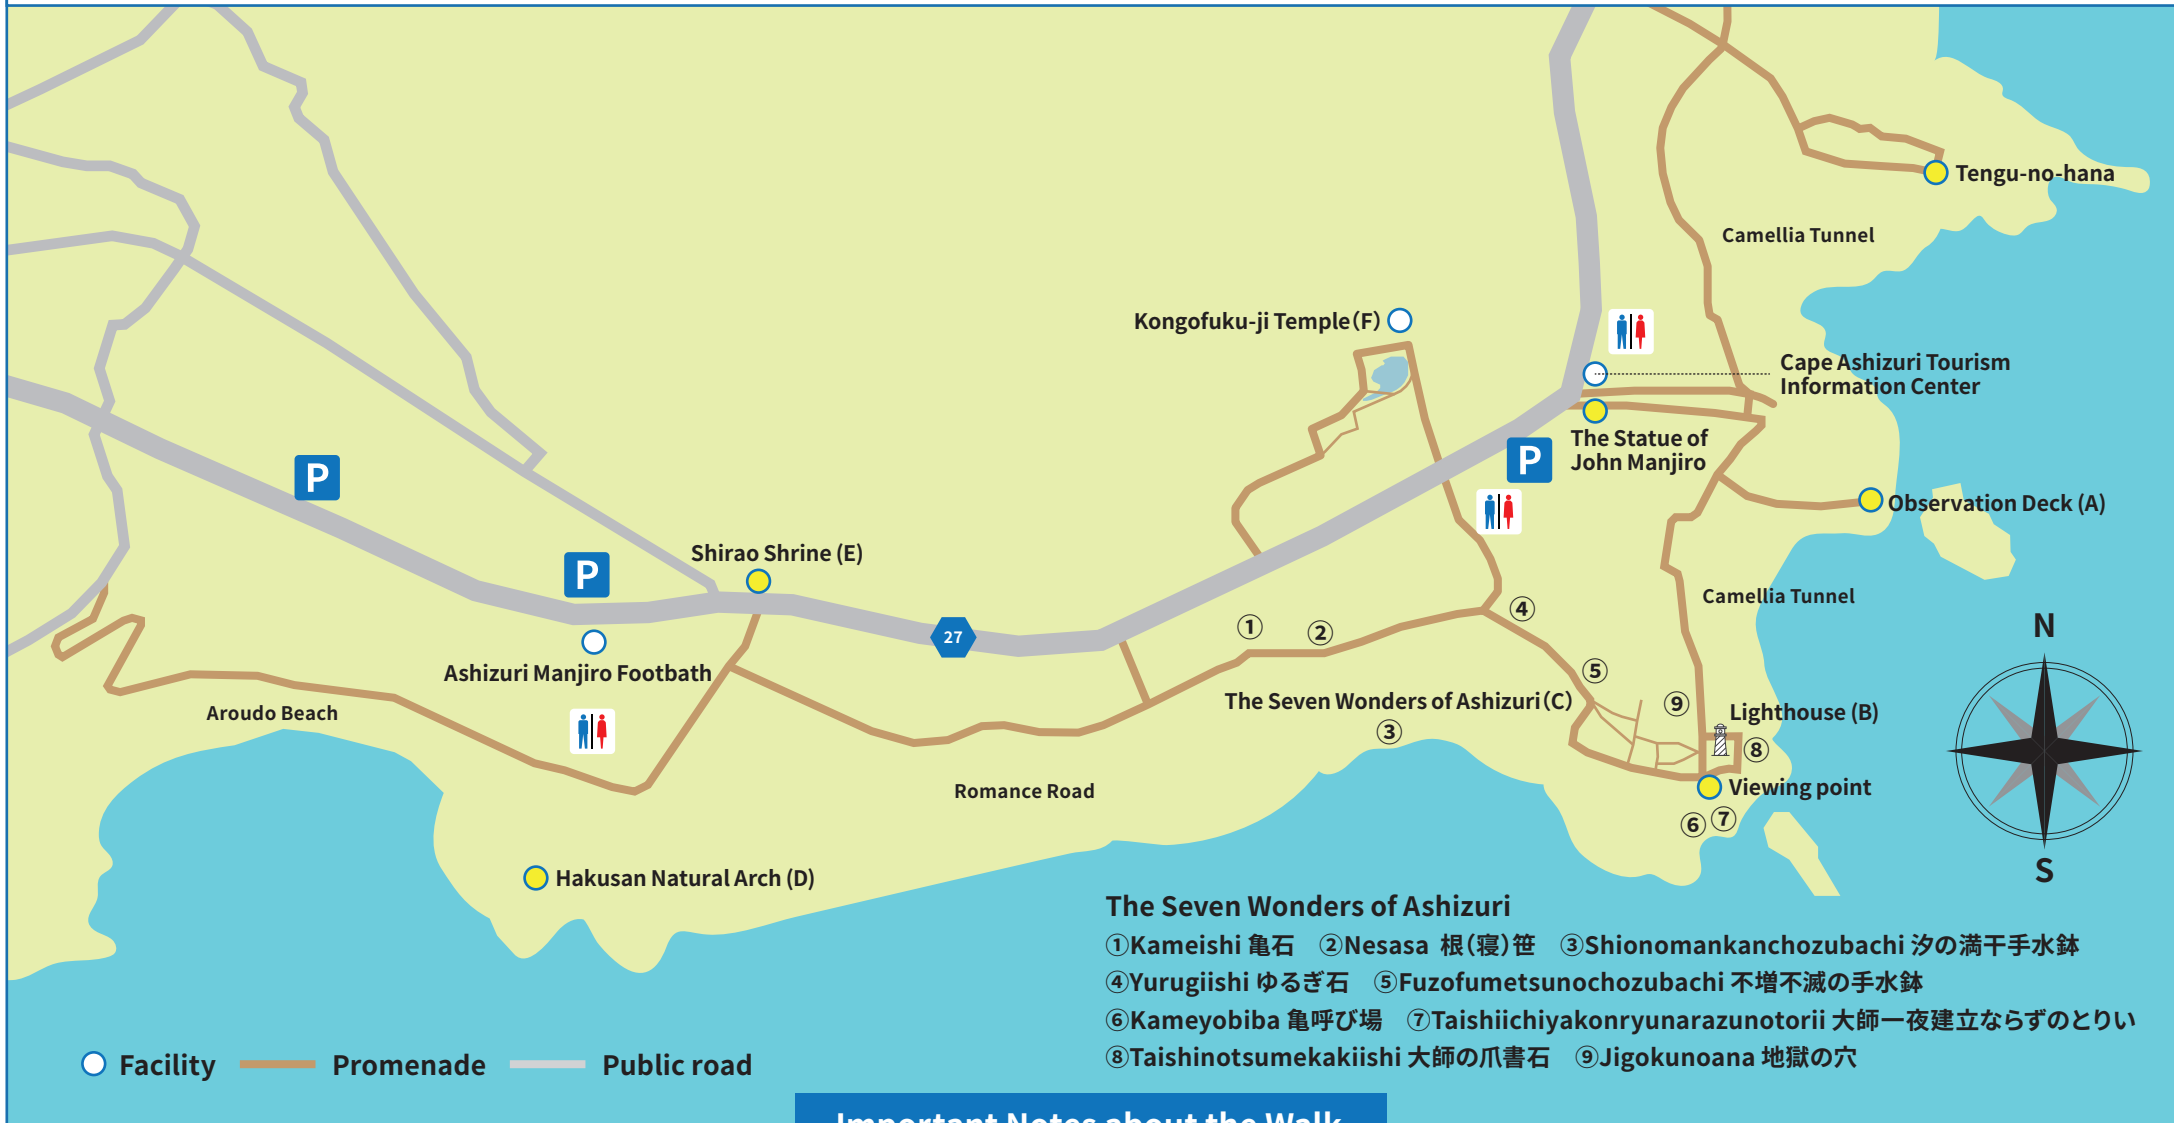 Tengu-no-hana
Camellia Tunnel
Kongofuku-ji Temple(F)
Cape Ashizuri Tourism
Information Center
The Statue of
John Manjiro
P
P
Observation Deck (A)
Shirao Shrine (E)
P
Camellia Tunnel
①
②
④
27
N
Ashizuri Manjiro Footbath
⑤
The Seven Wonders of Ashizuri(C)
⑨
Lighthouse (B)
Aroudo Beach
③
⑧
Romance Road
Viewing point
⑥
⑦
Hakusan Natural Arch (D)
S
The Seven Wonders of Ashizuri
①Kameishi 亀石 ②Nesasa 根(寝)笹 ③Shionomankanchozubachi 汐の満干手水鉢
④Yurugiishi ゆるぎ石 ⑤Fuzofumetsunochozubachi 不増不滅の手水鉢
⑥Kameyobiba 亀呼び場 ⑦Taishiichiyakonryunarazunotorii 大師一夜建立ならずのとりい
⑧Taishinotsumekakiishi 大師の爪書石 ⑨Jigokunoana 地獄の穴
Facility Promenade Public road
Important Notes about the Walk